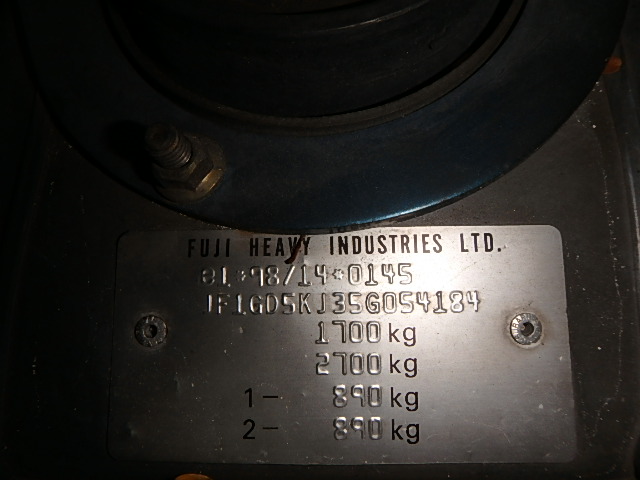 FUJI HEAVY INDUSTRIES LTD.
e1*98/14*0145
JF1GD5KJ35G054184
1700 kg
2700 kg
1- 890 kg
2- 890 kg